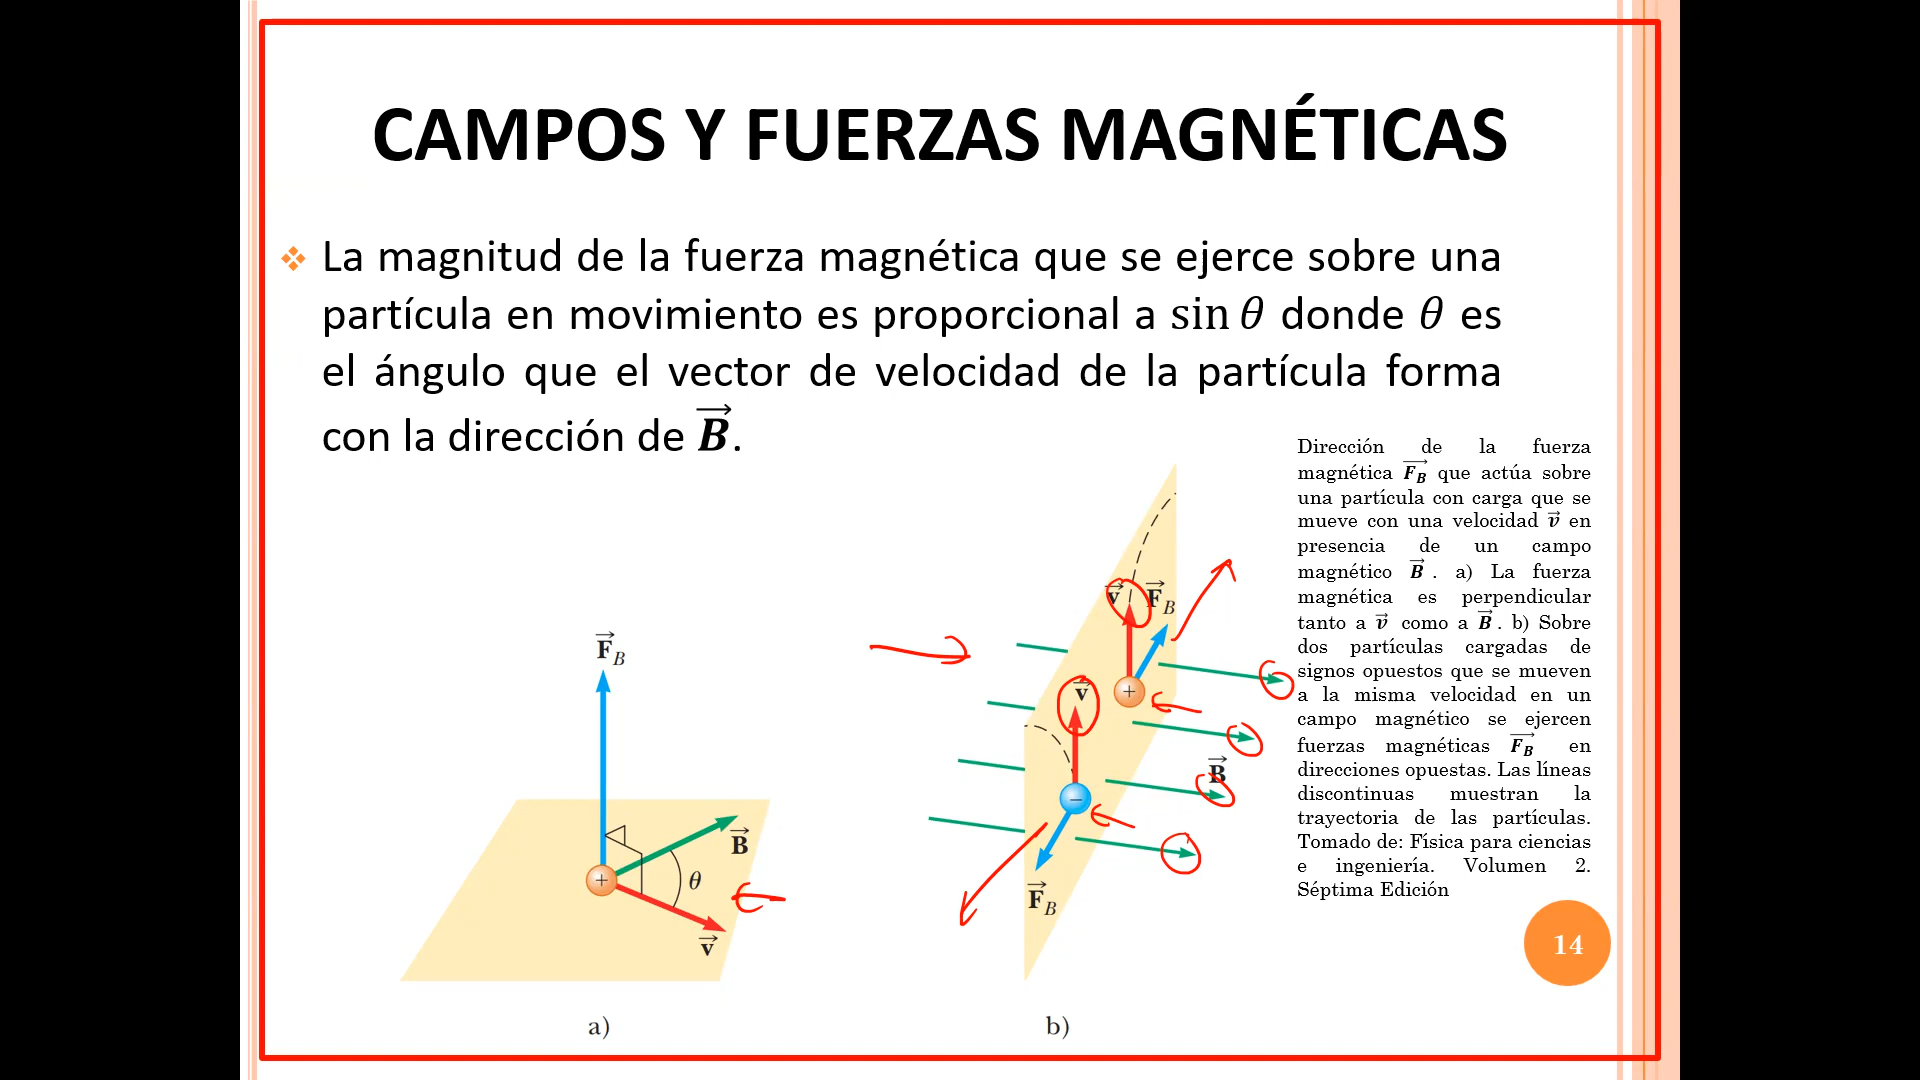 CAMPOS Y FUERZAS MAGNÉTICAS
La magnitud de la fuerza magnética que se ejerce sobre una
partícula en movimiento es proporcional a sin θ donde θ es
el ángulo que el vector de velocidad de la partícula forma
con la dirección de B⃗.
Dirección de la fuerza
magnética F⃗_B que actúa sobre
una partícula con carga que se
mueve con una velocidad v⃗ en
presencia de un campo
magnético B⃗ . a) La fuerza
magnética es perpendicular
tanto a v⃗ como a B⃗ . b) Sobre
dos partículas cargadas de
signos opuestos que se mueven
a la misma velocidad en un
campo magnético se ejercen
fuerzas magnéticas F⃗_B en
direcciones opuestas. Las líneas
discontinuas muestran la
trayectoria de las partículas.
Tomado de: Física para ciencias
e ingeniería. Volumen 2.
Séptima Edición
F⃗_B
B⃗
+
θ
v⃗
a)
v⃗
F⃗_B
+
v⃗
B⃗
−
F⃗_B
b)
14